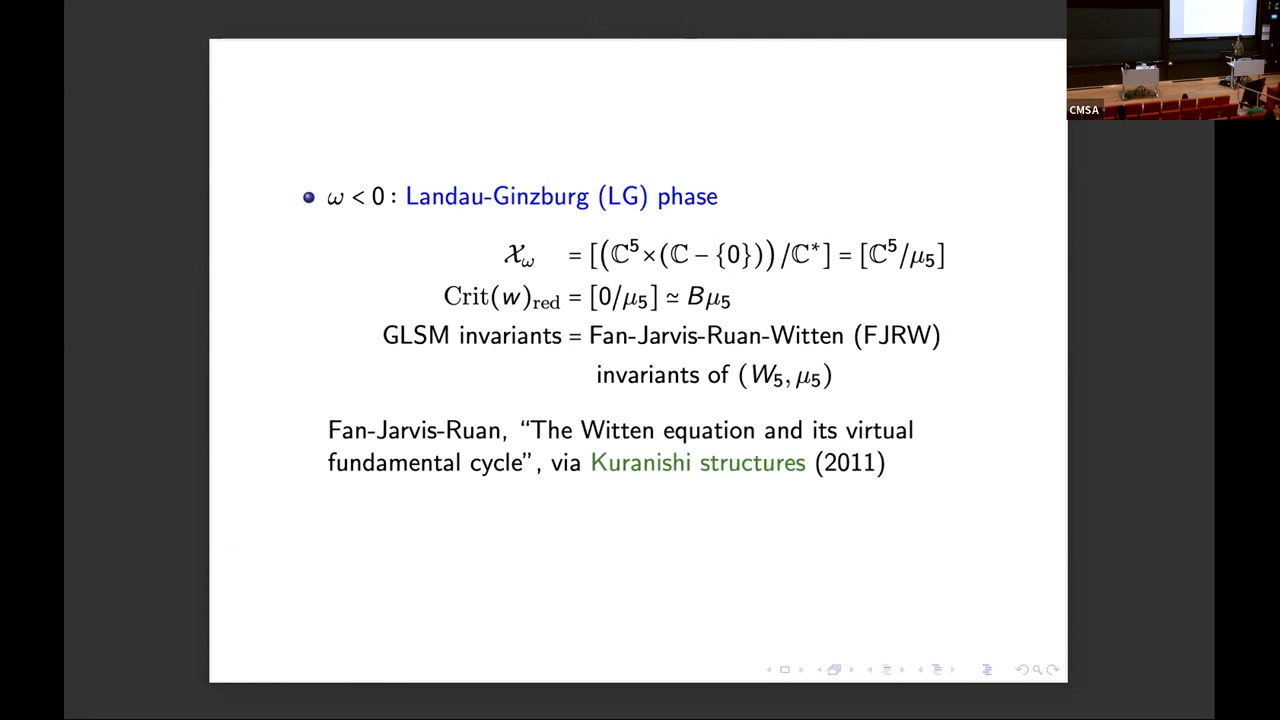 CMSA
ω < 0 : Landau-Ginzburg (LG) phase
𝒳_ω = [(ℂ⁵ × (ℂ − {0}))/ℂ*] = [ℂ⁵/μ₅]
Crit(w)_red = [0/μ₅] ≃ Bμ₅
GLSM invariants = Fan-Jarvis-Ruan-Witten (FJRW)
invariants of (W₅, μ₅)
Fan-Jarvis-Ruan, “The Witten equation and its virtual
fundamental cycle”, via Kuranishi structures (2011)